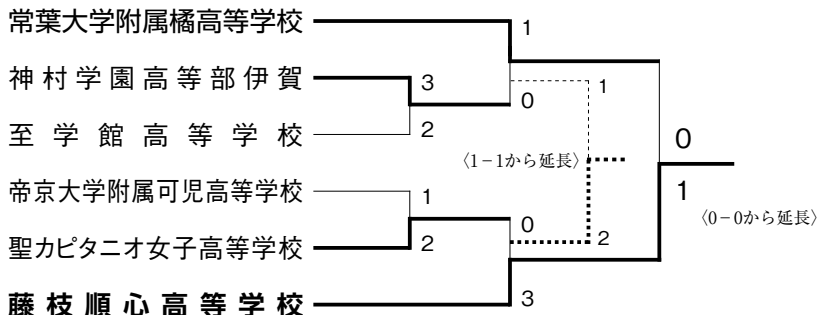 常葉大学附属橘高等学校
1
神村学園高等部伊賀
3
1
0
至学館高等学校
2
0
〈1−1から延長〉
帝京大学附属可児高等学校
1
1
〈0−0から延長〉
0
聖カピタニオ女子高等学校
2
2
藤枝順心高等学校
3